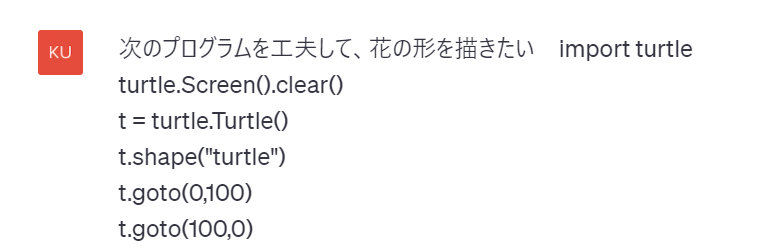 KU
次のプログラムを工夫して、花の形を描きたい　import turtle
turtle.Screen().clear()
t = turtle.Turtle()
t.shape("turtle")
t.goto(0,100)
t.goto(100,0)